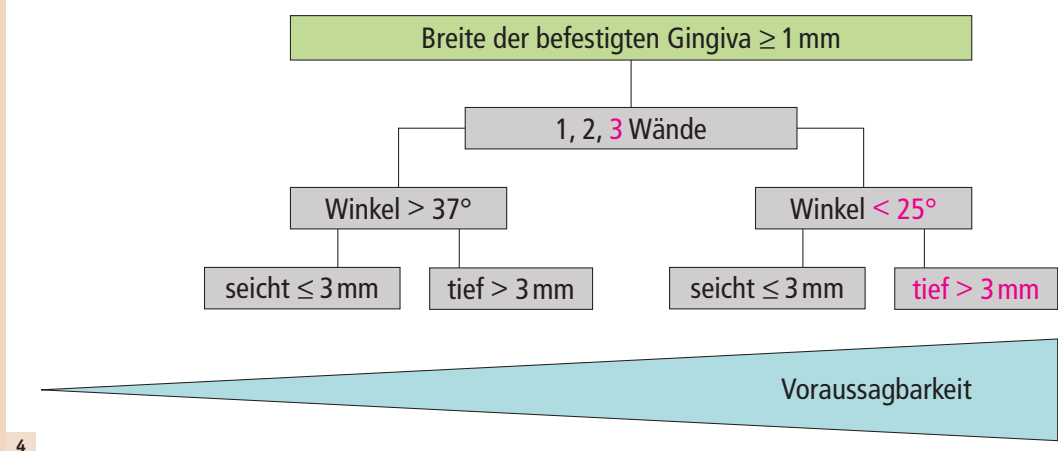 Breite der befestigten Gingiva ≥ 1 mm
1, 2, 3 Wände
Winkel > 37°
Winkel < 25°
seicht ≤ 3 mm
tief > 3 mm
seicht ≤ 3 mm
tief > 3 mm
Voraussagbarkeit
4